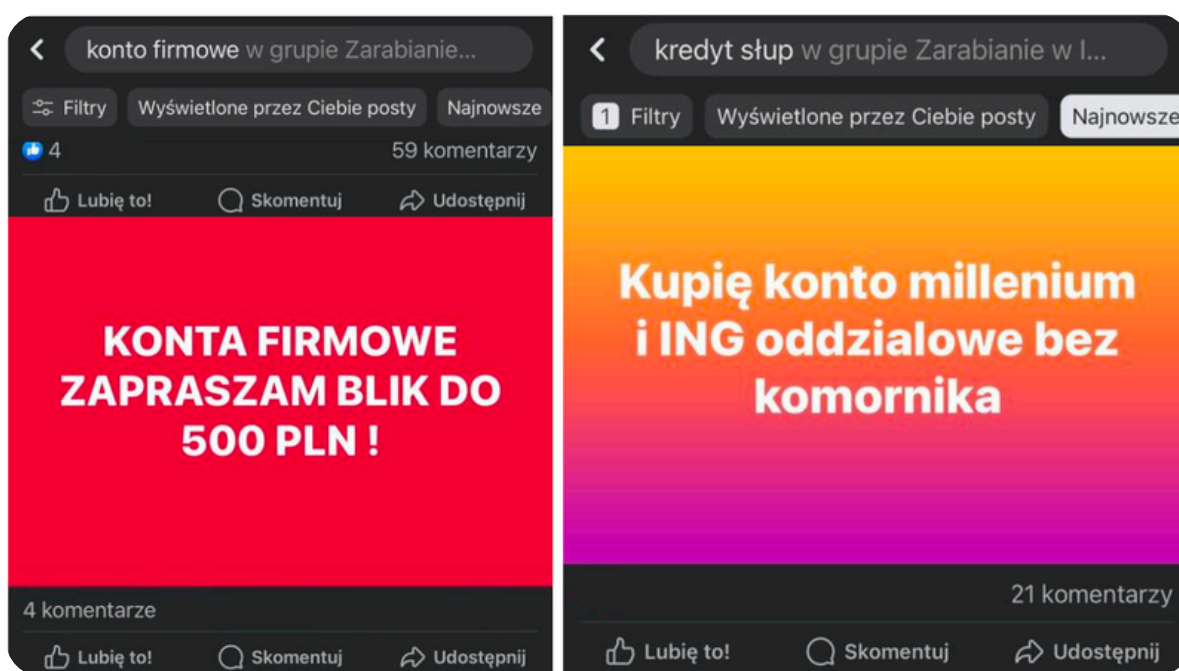 konto firmowe w grupie Zarabianie...
Filtry Wyświetlone przez Ciebie posty Najnowsze
4 59 komentarzy
Lubię to! Skomentuj Udostępnij
KONTA FIRMOWE
ZAPRASZAM BLIK DO
500 PLN !
4 komentarze
Lubię to! Skomentuj Udostępnij
kredyt słup w grupie Zarabianie w I...
1 Filtry Wyświetlone przez Ciebie posty Najnowsze
Kupię konto millenium
i ING oddzialowe bez
komornika
21 komentarzy
Lubię to! Skomentuj Udostępnij